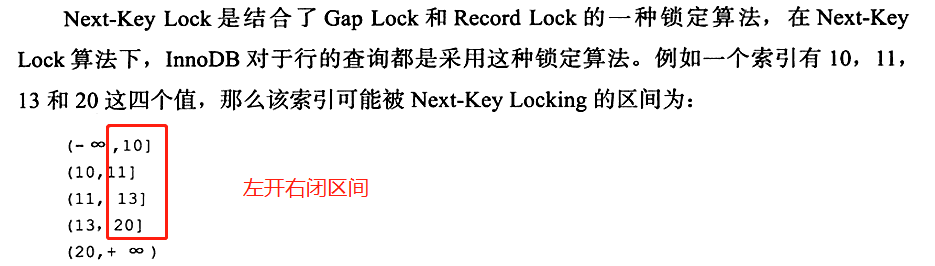 Next-Key Lock 是结合了 Gap Lock 和 Record Lock 的一种锁定算法，在 Next-Key
Lock 算法下，InnoDB 对于行的查询都是采用这种锁定算法。例如一个索引有 10，11，
13 和 20 这四个值，那么该索引可能被 Next-Key Locking 的区间为：
(- ∞ ,10]
(10,11]
(11, 13]
(13, 20]
(20,+ ∞ )
左开右闭区间